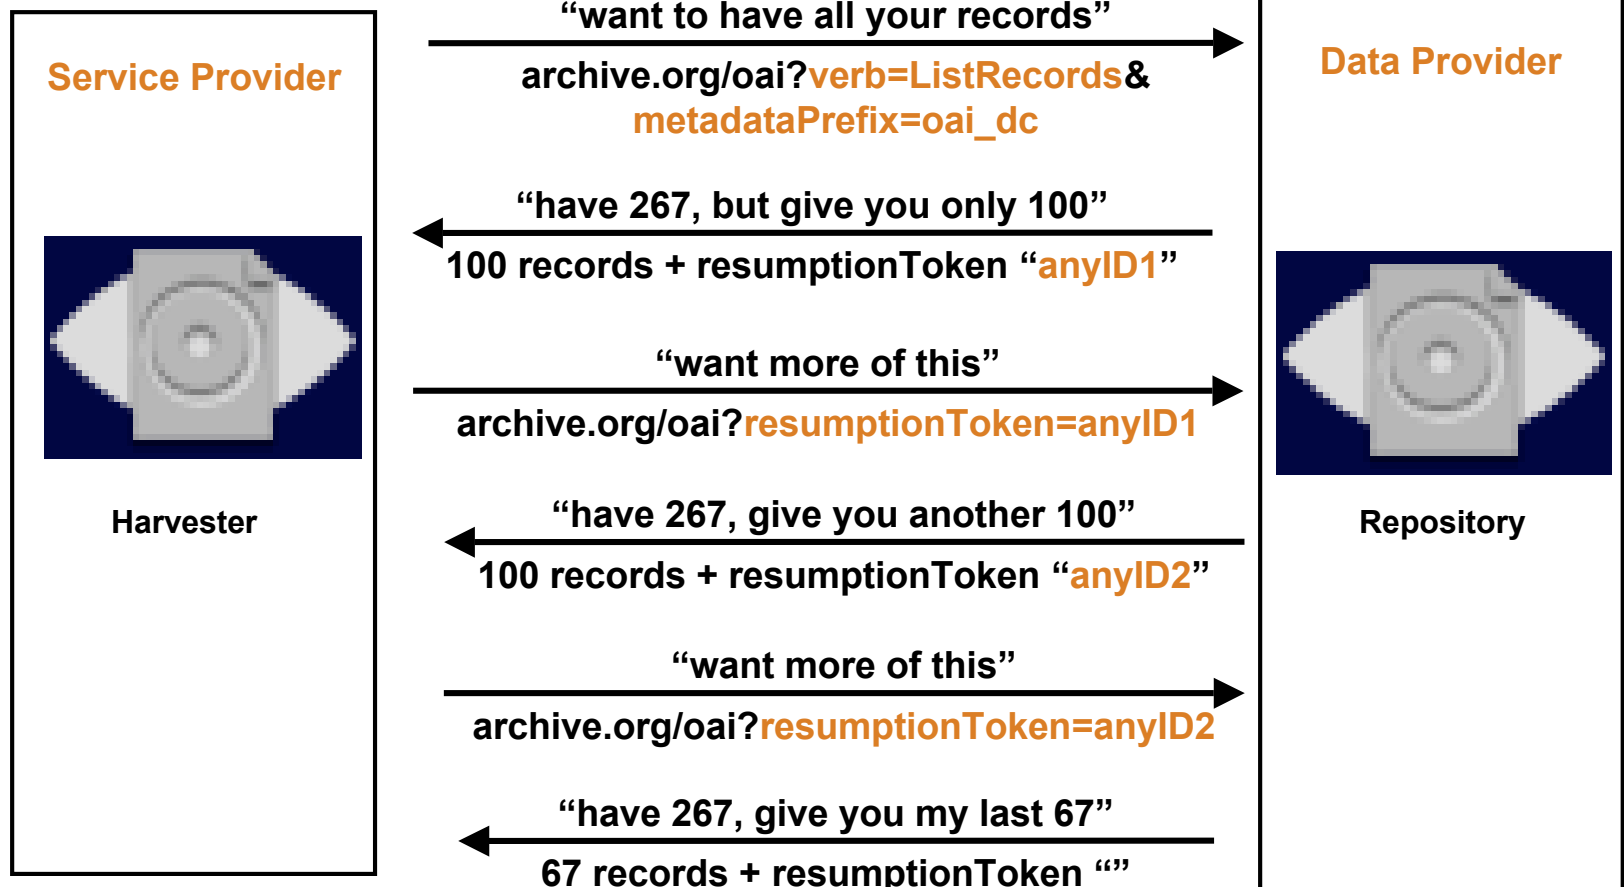 “want to have all your records”
Service Provider
Data Provider
archive.org/oai?verb=ListRecords&
metadataPrefix=oai_dc
“have 267, but give you only 100”
100 records + resumptionToken “anyID1”
“want more of this”
archive.org/oai?resumptionToken=anyID1
Harvester
“have 267, give you another 100”
Repository
100 records + resumptionToken “anyID2”
“want more of this”
archive.org/oai?resumptionToken=anyID2
“have 267, give you my last 67”
67 records + resumptionToken “”